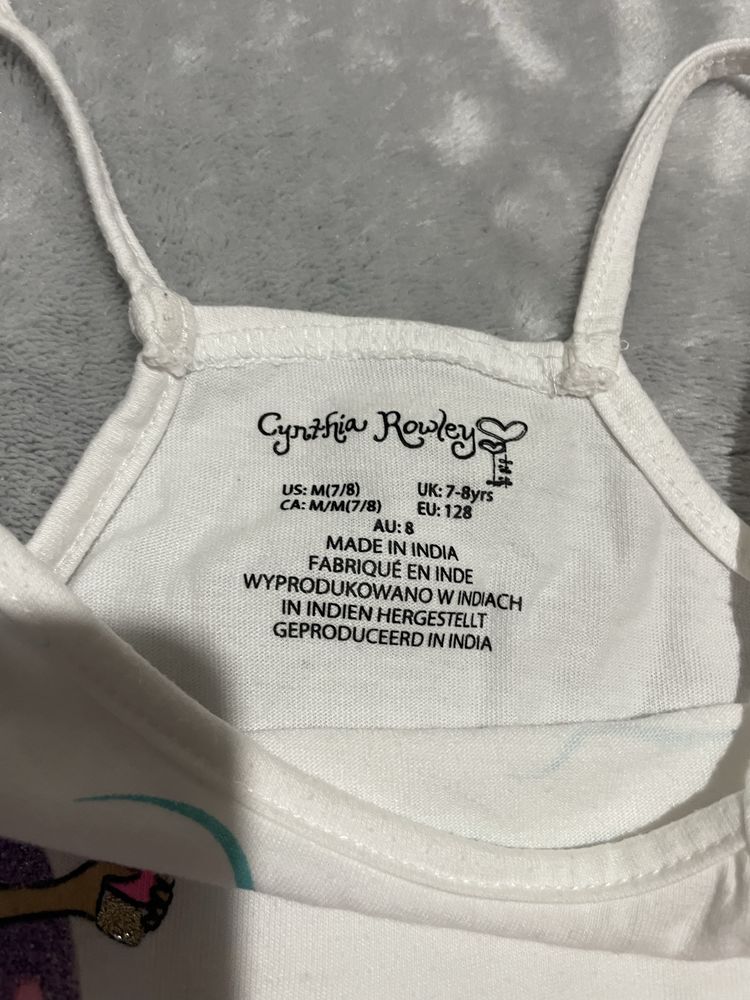 Cynthia Rowley
US: M(7/8) UK: 7-8yrs
CA: M/M(7/8) EU: 128
AU: 8
MADE IN INDIA
FABRIQUÉ EN INDE
WYPRODUKOWANO W INDIACH
IN INDIEN HERGESTELLT
GEPRODUCEERD IN INDIA